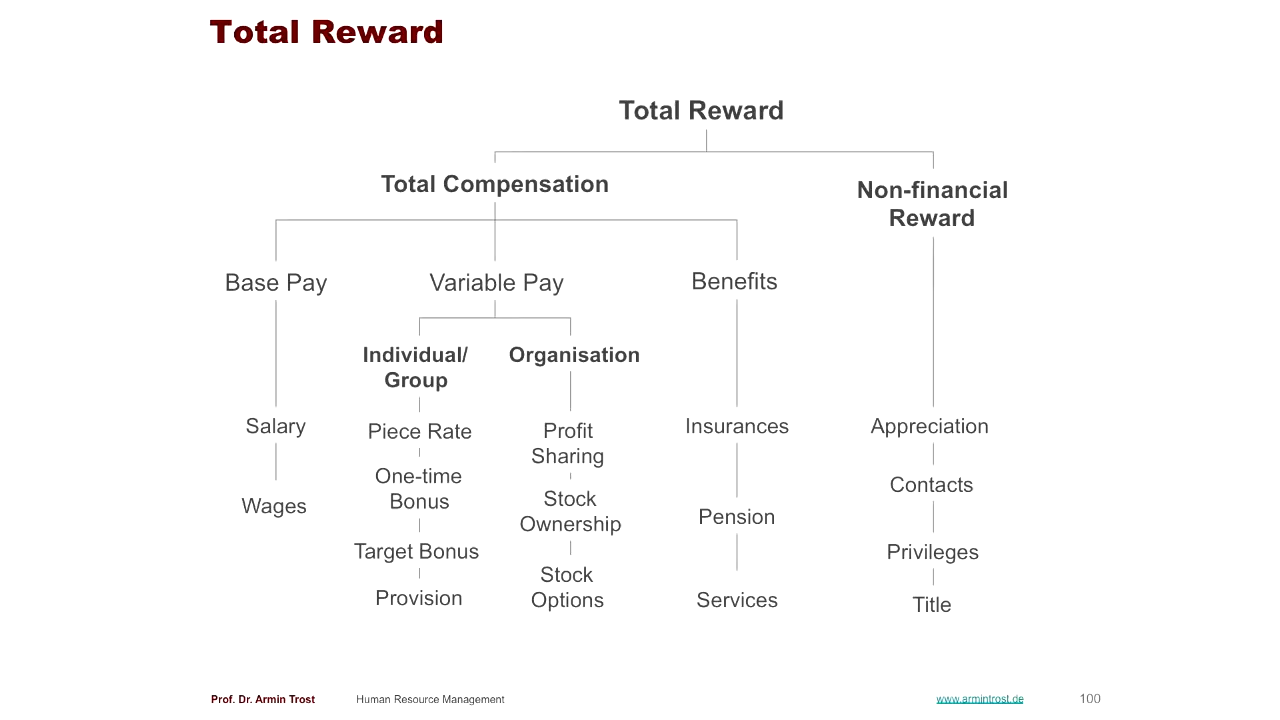 Total Reward
Total Reward
Total Compensation
Non-financial
Reward
Base Pay
Variable Pay
Benefits
Individual/
Group
Organisation
Salary
Wages
Piece Rate
One-time
Bonus
Target Bonus
Provision
Profit
Sharing
Stock
Ownership
Stock
Options
Insurances
Pension
Services
Appreciation
Contacts
Privileges
Title
Prof. Dr. Armin Trost
Human Resource Management
www.armintrost.de
100